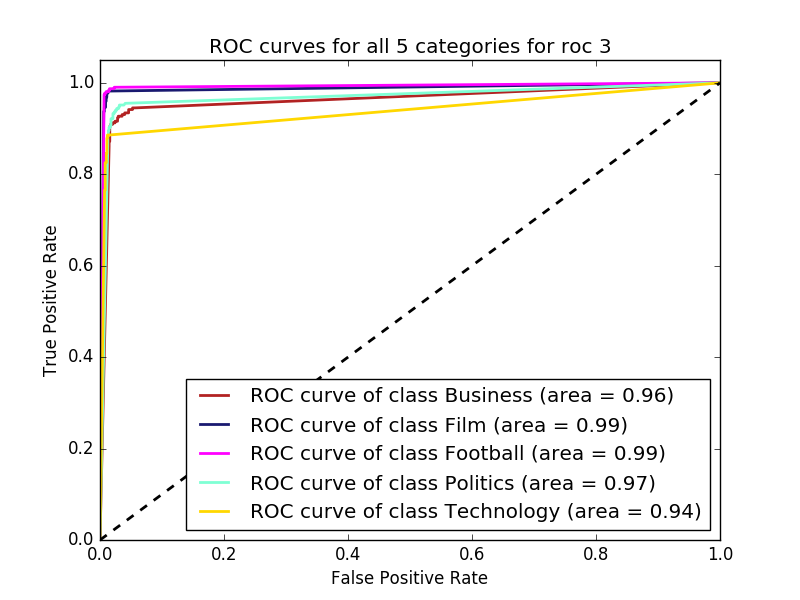 ROC curves for all 5 categories for roc 3
1.0
0.8
0.6
0.4
0.2
0.0
True Positive Rate
ROC curve of class Business (area = 0.96)
ROC curve of class Film (area = 0.99)
ROC curve of class Football (area = 0.99)
ROC curve of class Politics (area = 0.97)
ROC curve of class Technology (area = 0.94)
0.0 0.2 0.4 0.6 0.8 1.0
False Positive Rate